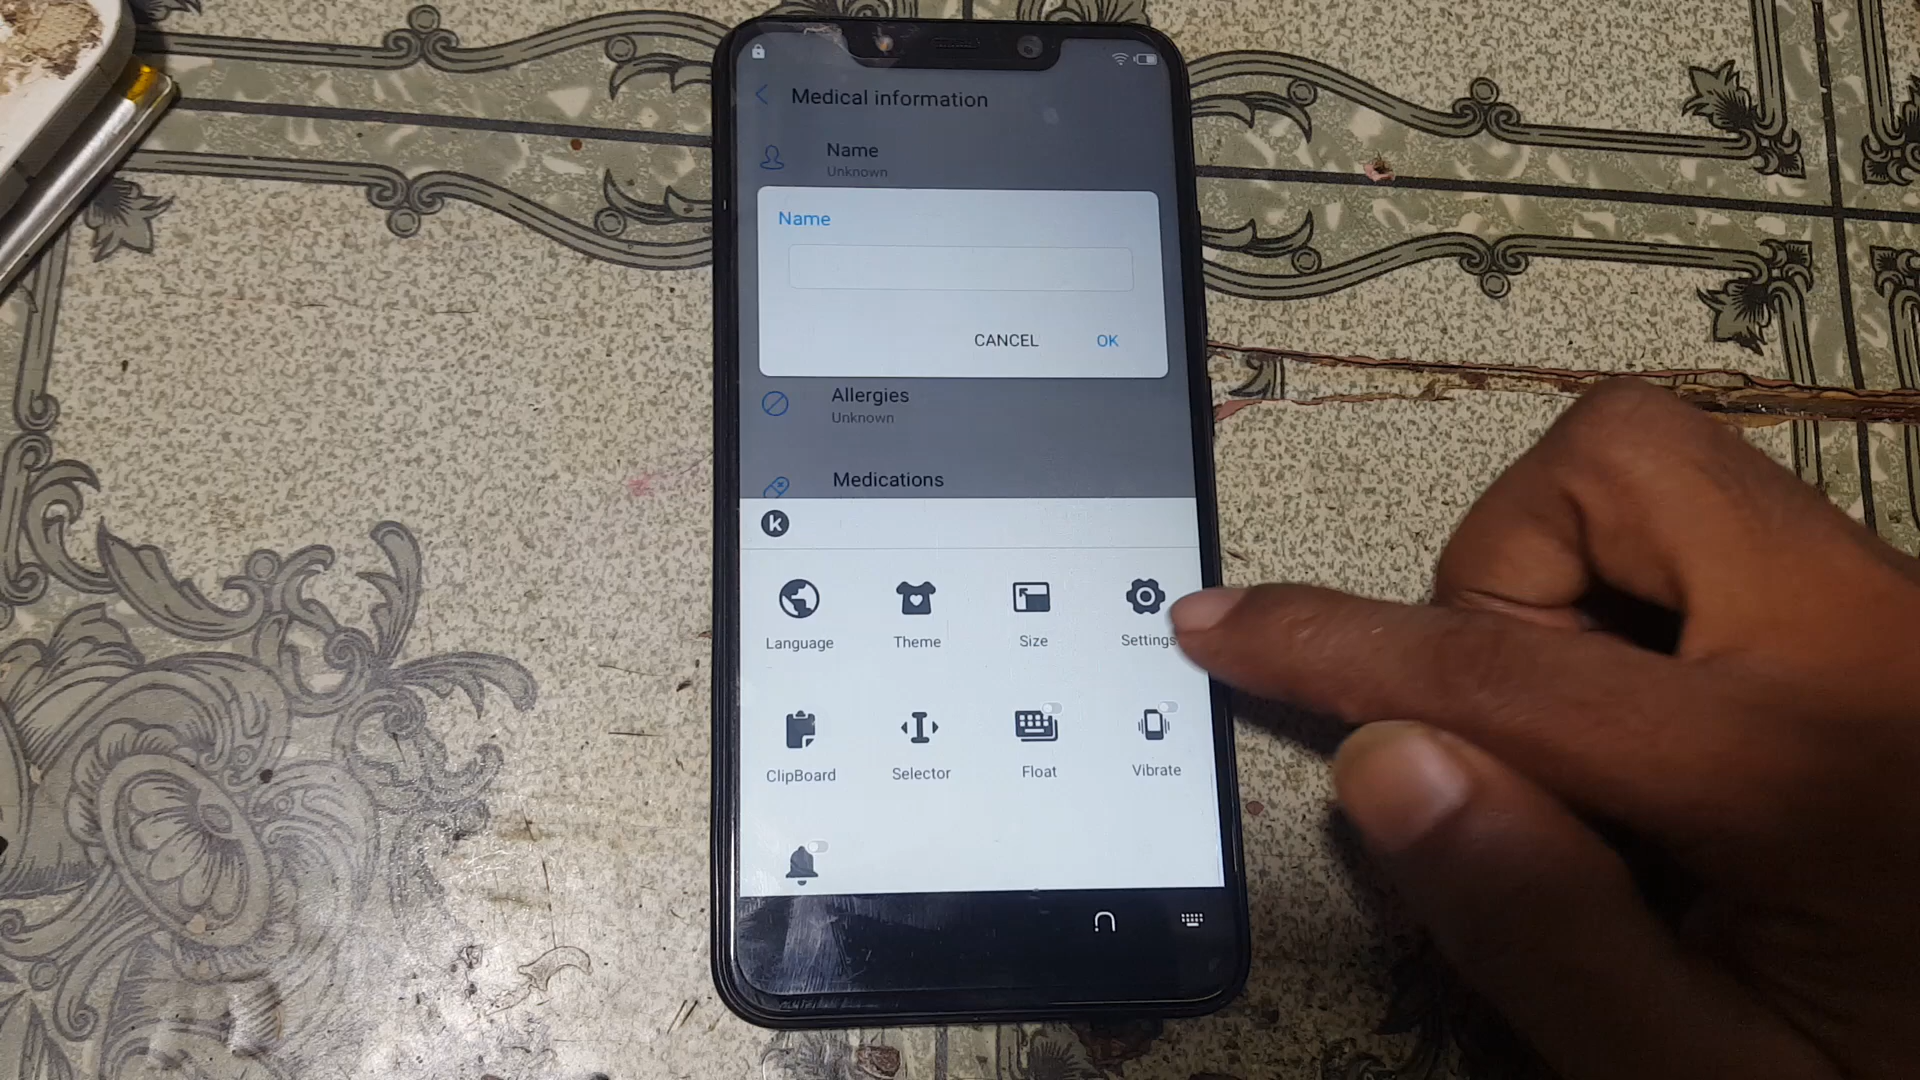 Medical information
Name
Unknown
Name
CANCEL OK
Allergies
Unknown
Medications
k
Language Theme Size Settings
ClipBoard Selector Float Vibrate